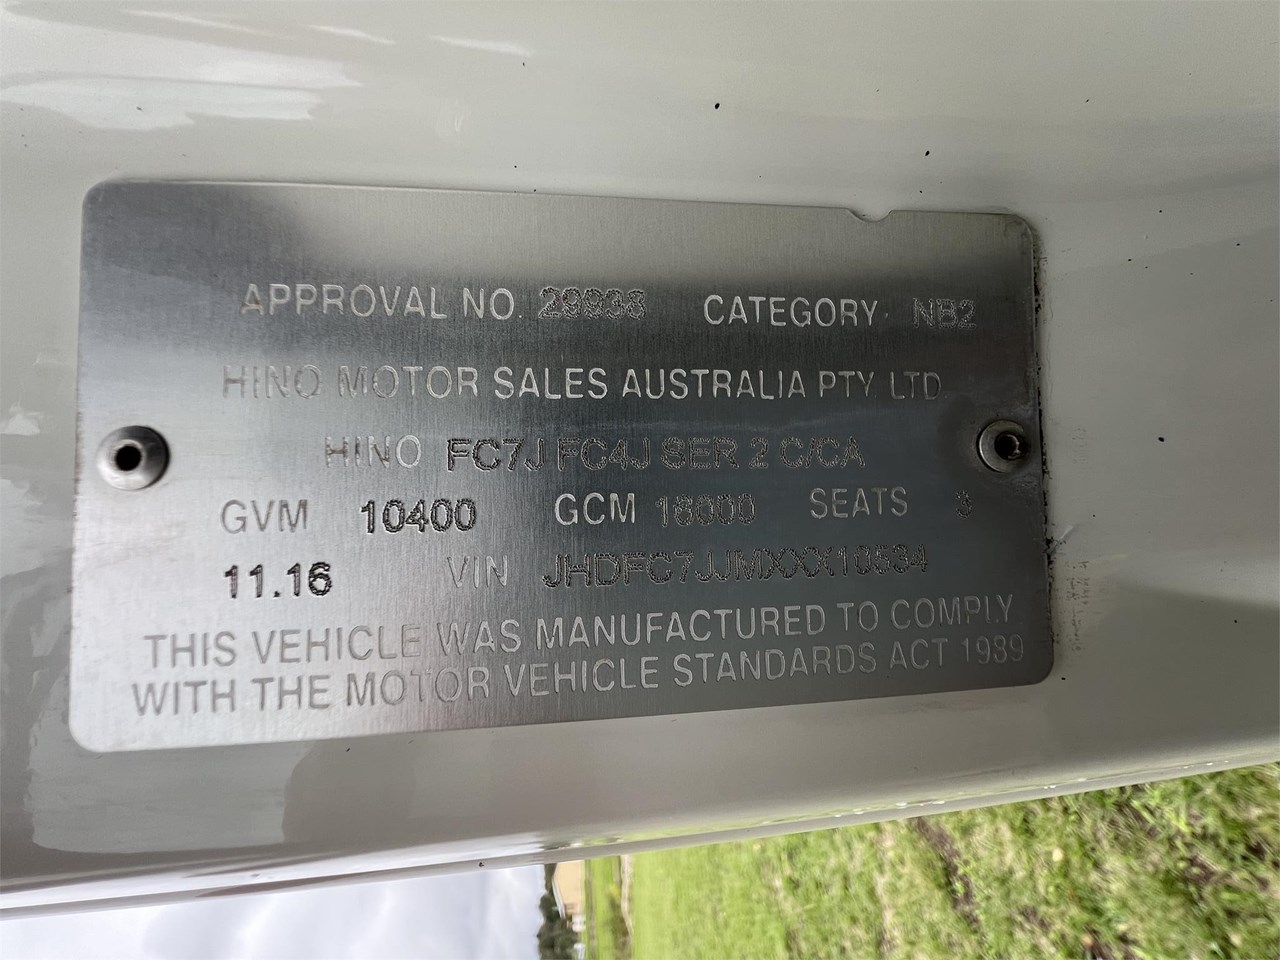 APPROVAL NO. 29938 CATEGORY NB2
HINO MOTOR SALES AUSTRALIA PTY. LTD.
HINO FC7J FC4J SER 2 C/CA
GVM 10400 GCM 16000 SEATS 3
11.16 VIN JHDFC7JJMXXX10534
THIS VEHICLE WAS MANUFACTURED TO COMPLY
WITH THE MOTOR VEHICLE STANDARDS ACT 1989